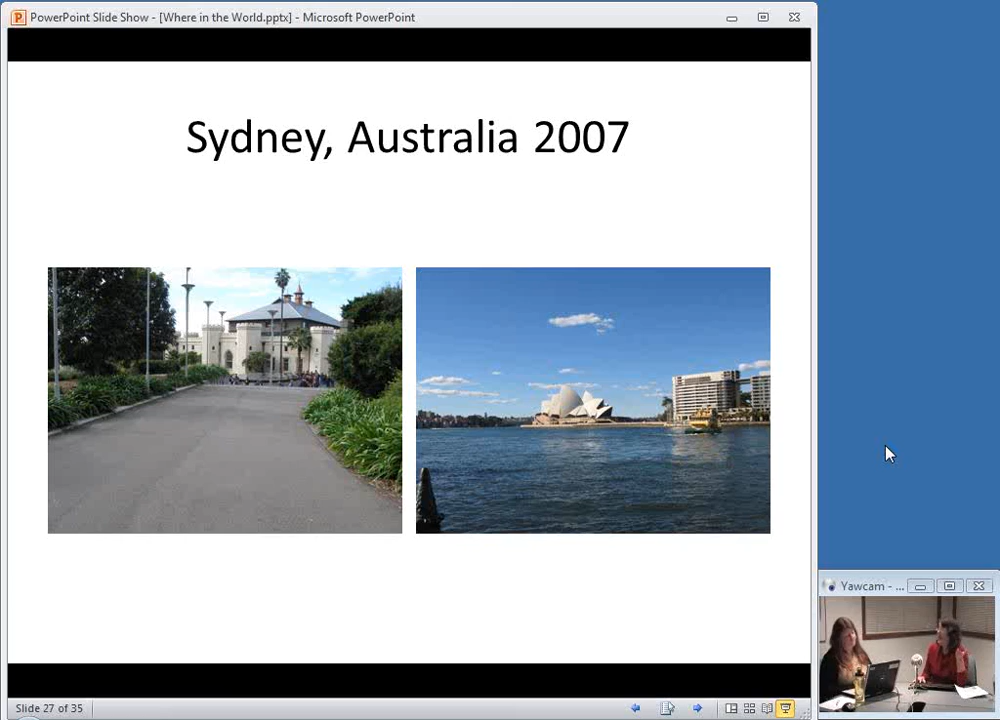 PowerPoint Slide Show - [Where in the World.pptx] - Microsoft PowerPoint
Sydney, Australia 2007
Yawcam - ...
Slide 27 of 35